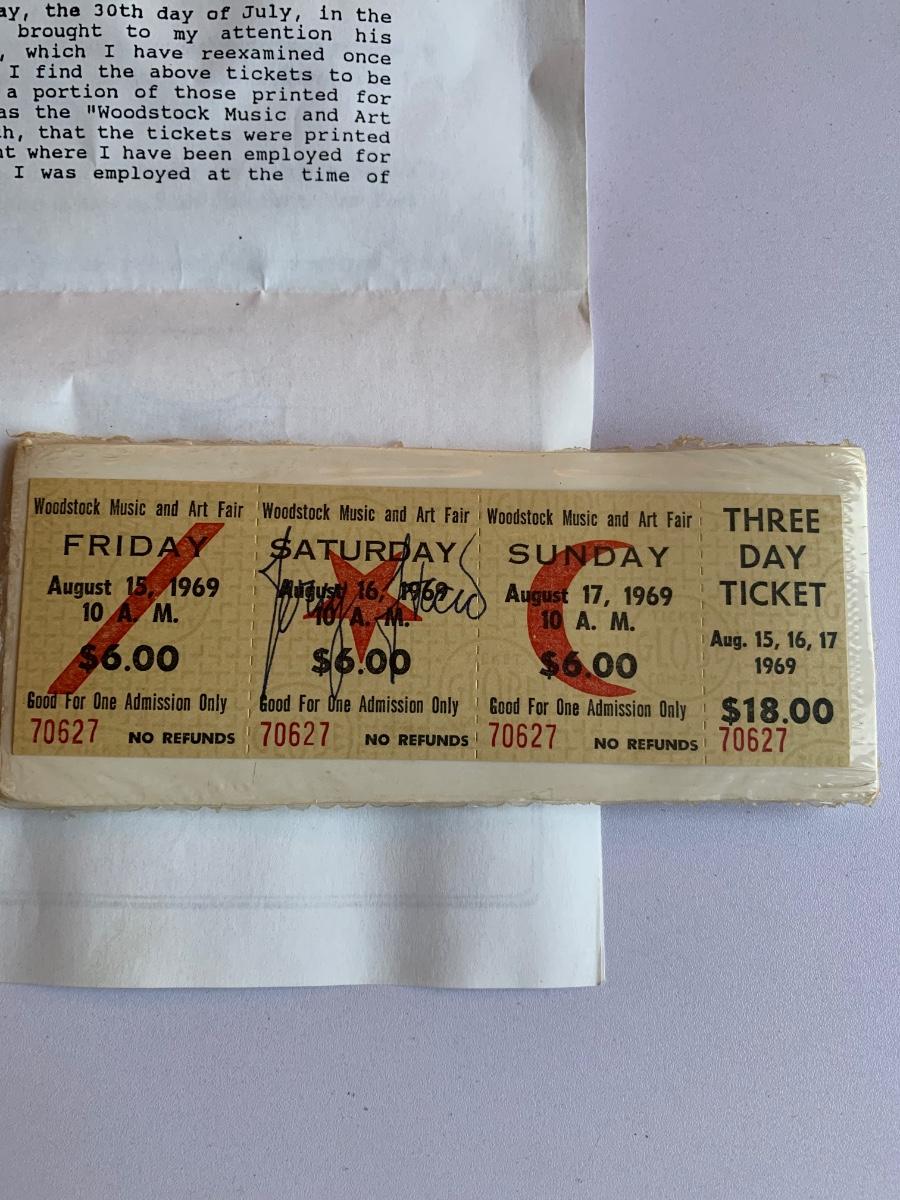 ay, the 30th day of July, in the
brought to my attention his
, which I have reexamined once
I find the above tickets to be
a portion of those printed for
as the "Woodstock Music and Art
h, that the tickets were printed
nt where I have been employed for
I was employed at the time of
Woodstock Music and Art Fair
FRIDAY
August 15, 1969
10 A. M.
$6.00
Good For One Admission Only
70627 NO REFUNDS
Woodstock Music and Art Fair
SATURDAY
August 16, 1969
10 A. M.
$6.00
Good For One Admission Only
70627 NO REFUNDS
Woodstock Music and Art Fair
SUNDAY
August 17, 1969
10 A. M.
$6.00
Good For One Admission Only
70627 NO REFUNDS
THREE
DAY
TICKET
Aug. 15, 16, 17
1969
$18.00
70627